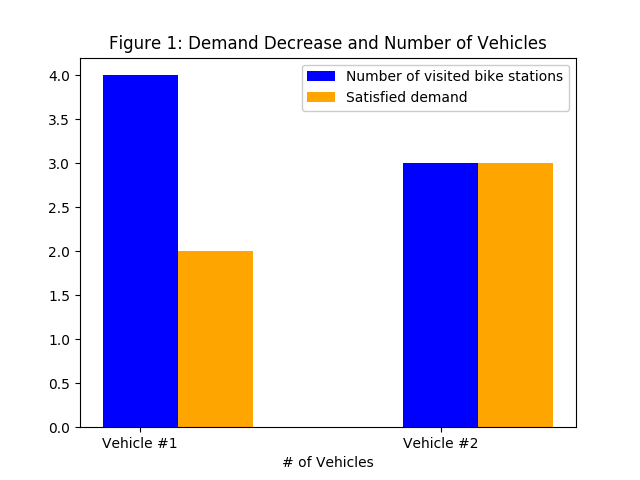 Figure 1: Demand Decrease and Number of Vehicles
Number of visited bike stations
Satisfied demand
4.0
3.5
3.0
2.5
2.0
1.5
1.0
0.5
0.0
Vehicle #1
Vehicle #2
# of Vehicles